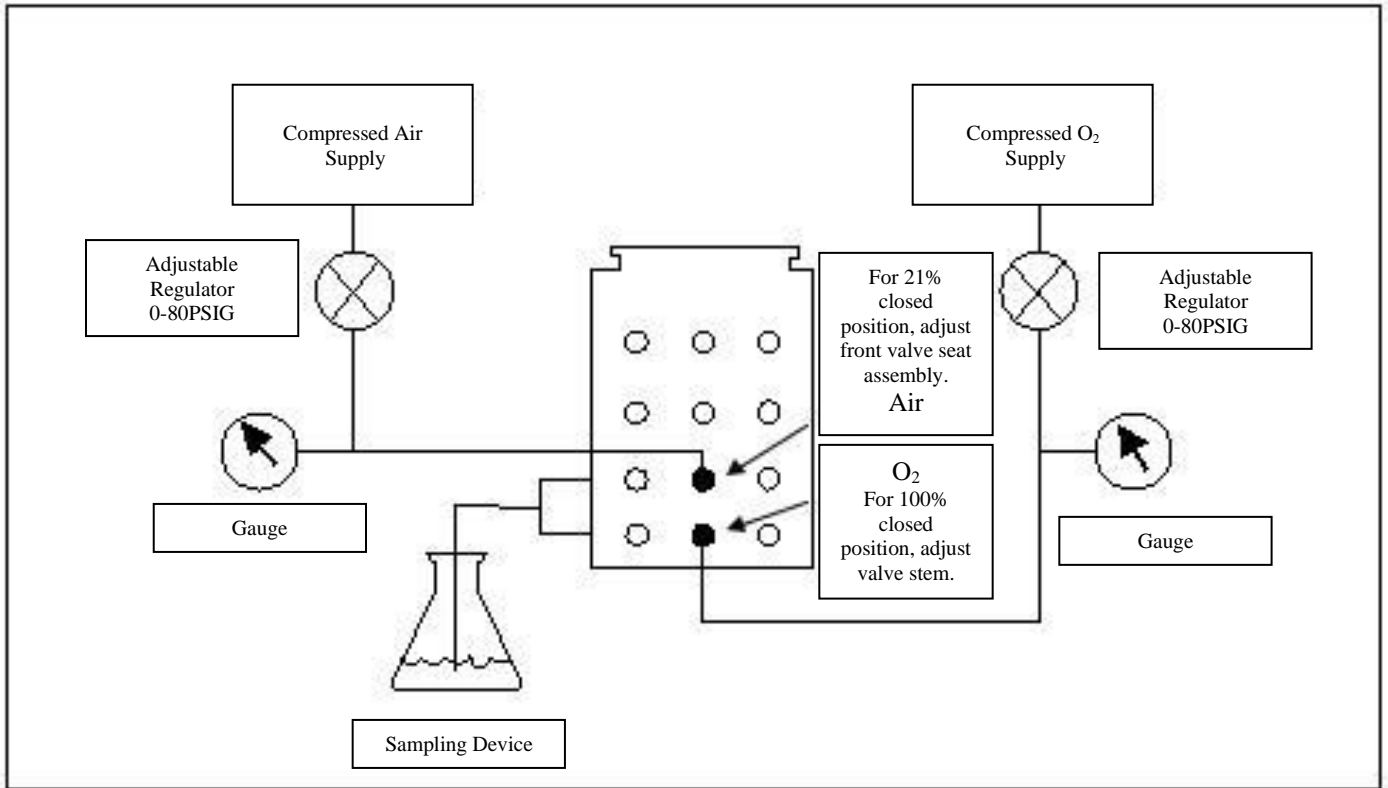 Compressed Air
Supply
Compressed O₂
Supply
Adjustable
Regulator
0-80PSIG
For 21%
closed
position, adjust
front valve seat
assembly.
Air
Adjustable
Regulator
0-80PSIG
O₂
For 100%
closed
position, adjust
valve stem.
Gauge
Gauge
Sampling Device